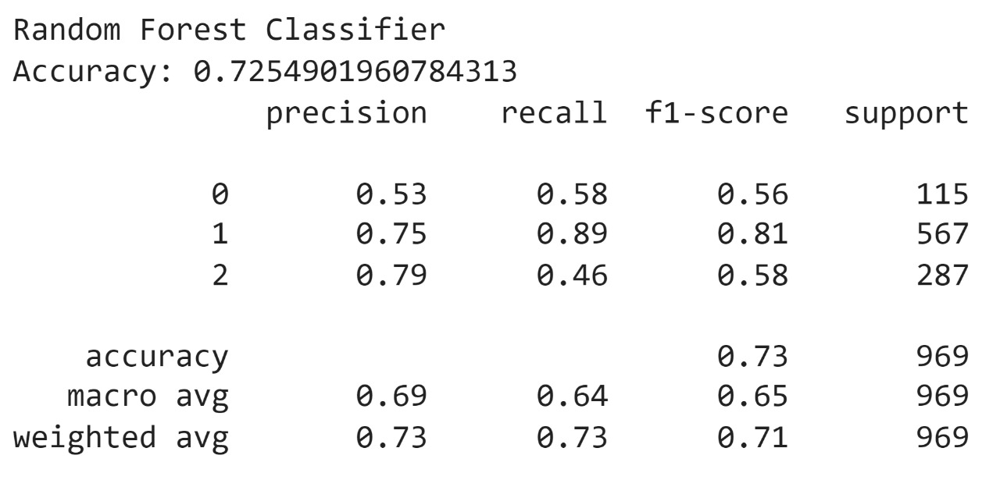 Random Forest Classifier
Accuracy: 0.7254901960784313
precision recall f1-score support
0 0.53 0.58 0.56 115
1 0.75 0.89 0.81 567
2 0.79 0.46 0.58 287
accuracy 0.73 969
macro avg 0.69 0.64 0.65 969
weighted avg 0.73 0.73 0.71 969